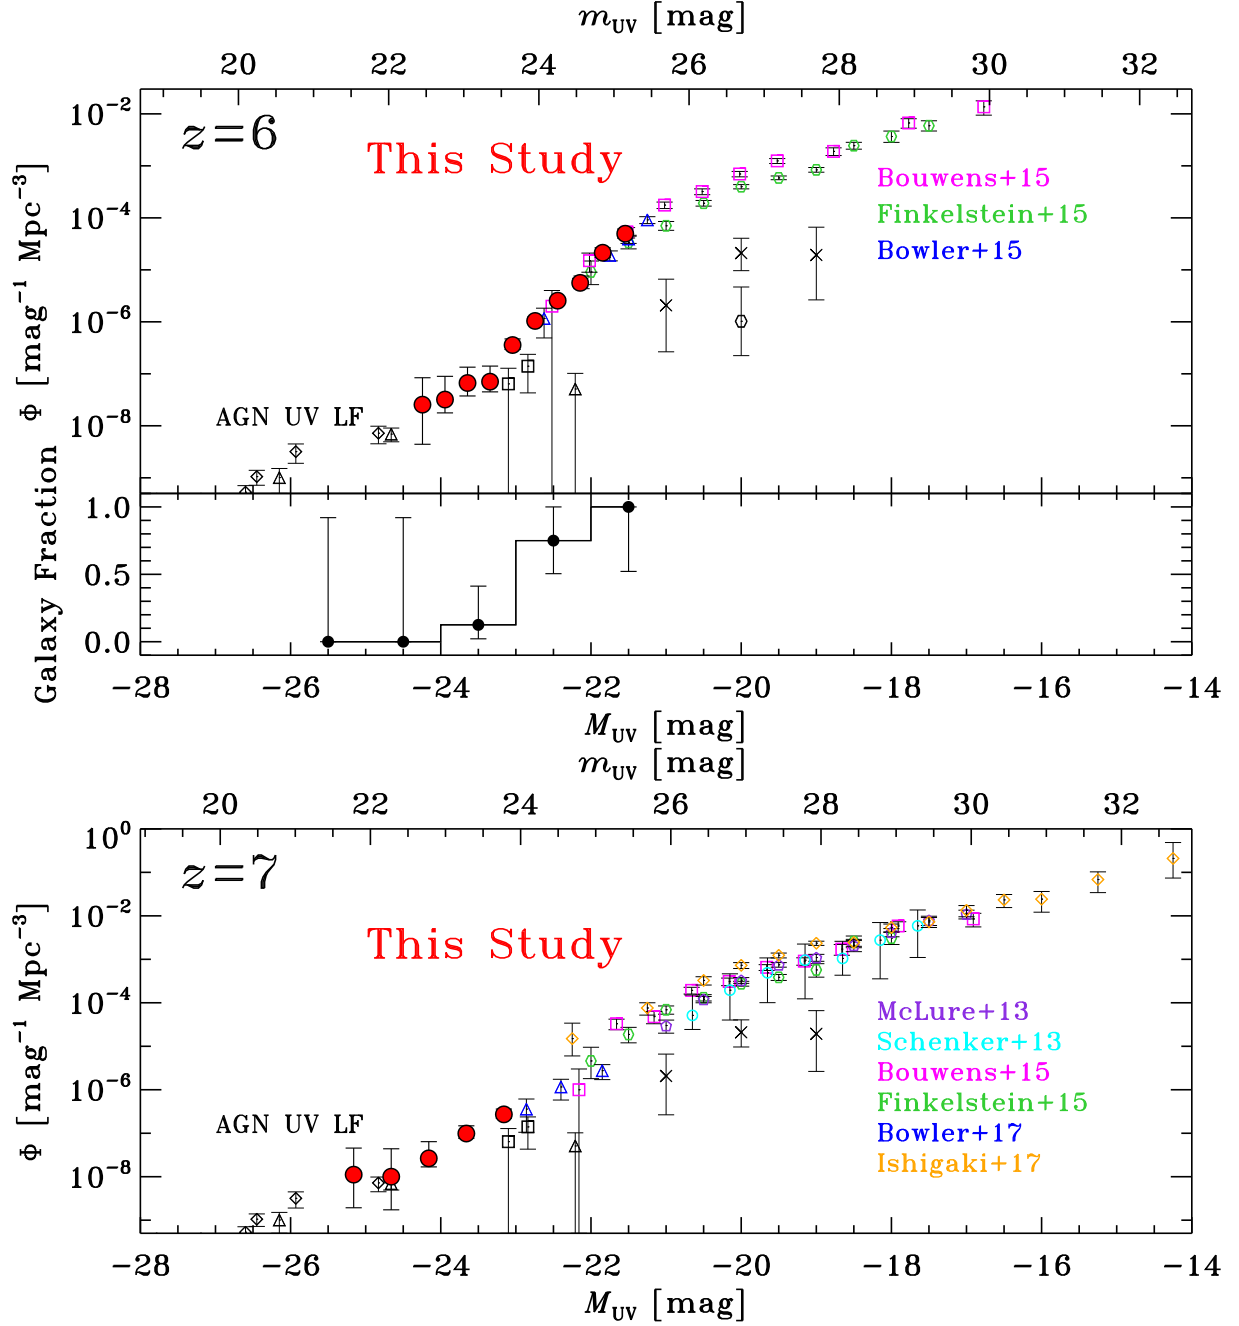 m_UV [mag]
20 22 24 26 28 30 32
z=6
This Study
Bouwens+15
Finkelstein+15
Bowler+15
AGN UV LF
Φ [mag⁻¹ Mpc⁻³]
10⁻²
10⁻⁴
10⁻⁶
10⁻⁸
Galaxy Fraction
1.0
0.5
0.0
−28 −26 −24 −22 −20 −18 −16 −14
M_UV [mag]
m_UV [mag]
20 22 24 26 28 30 32
z=7
This Study
McLure+13
Schenker+13
Bouwens+15
Finkelstein+15
Bowler+17
Ishigaki+17
AGN UV LF
Φ [mag⁻¹ Mpc⁻³]
10⁰
10⁻²
10⁻⁴
10⁻⁶
10⁻⁸
−28 −26 −24 −22 −20 −18 −16 −14
M_UV [mag]